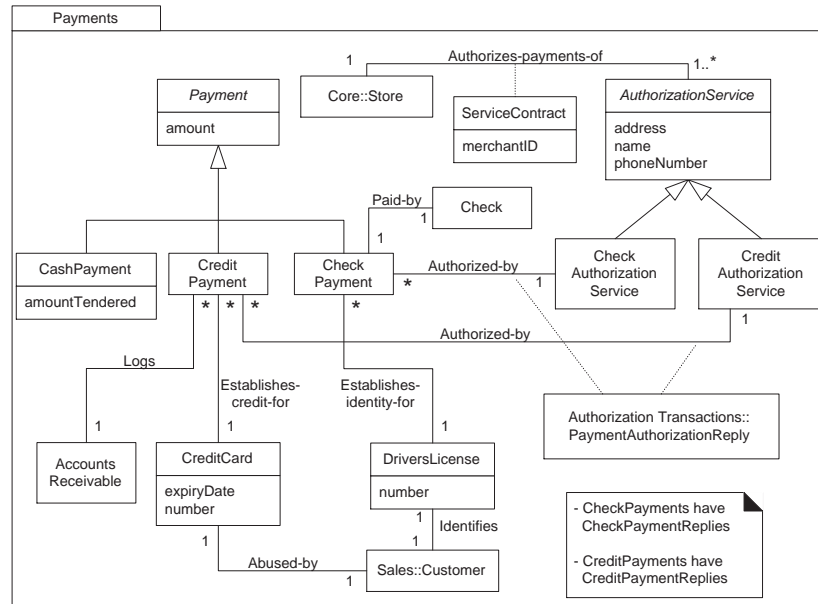 Payments
Authorizes-payments-of
1
1..*
Payment
amount
Core::Store
ServiceContract
merchantID
AuthorizationService
address
name
phoneNumber
Paid-by
1
1
Check
CashPayment
amountTendered
Credit
Payment
Check
Payment
Authorized-by
*
1
Check
Authorization
Service
Credit
Authorization
Service
* * *
*
1
Authorized-by
Logs
Establishes-
credit-for
Establishes-
identity-for
1
1
1
Authorization Transactions::
PaymentAuthorizationReply
Accounts
Receivable
CreditCard
expiryDate
number
DriversLicense
number
- CheckPayments have
CheckPaymentReplies
- CreditPayments have
CreditPaymentReplies
1
1
Identifies
1
Abused-by
1
Sales::Customer